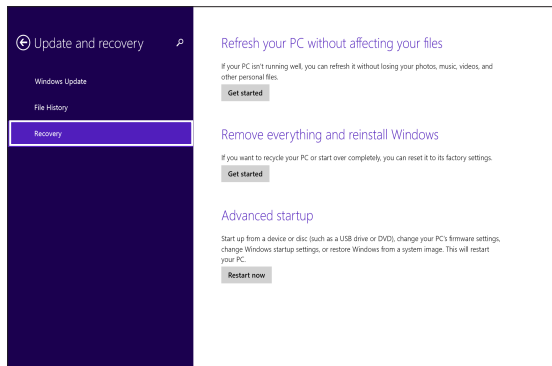 Update and recovery
Windows Update
File History
Recovery
Refresh your PC without affecting your files
If your PC isn't running well, you can refresh it without losing your photos, music, videos, and
other personal files.
Get started
Remove everything and reinstall Windows
If you want to recycle your PC or start over completely, you can reset it to its factory settings.
Get started
Advanced startup
Start up from a device or disc (such as a USB drive or DVD), change your PC's firmware settings,
change Windows startup settings, or restore Windows from a system image. This will restart
your PC.
Restart now